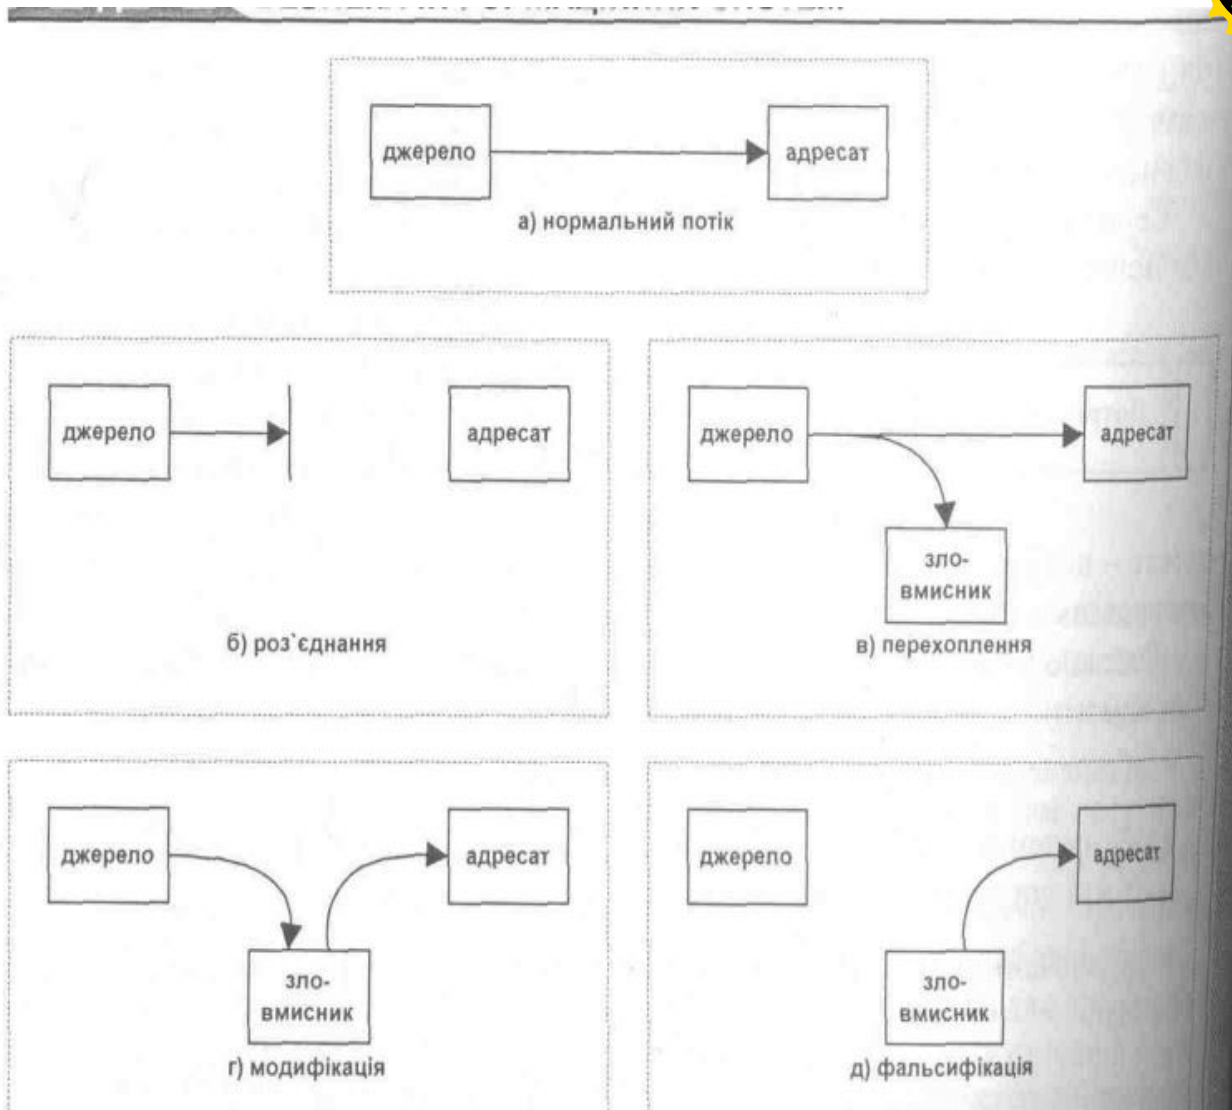 джерело
адресат
а) нормальний потік
джерело
адресат
б) роз`єднання
джерело
адресат
зло-
вмисник
в) перехоплення
джерело
адресат
зло-
вмисник
г) модифікація
джерело
адресат
зло-
вмисник
д) фальсифікація